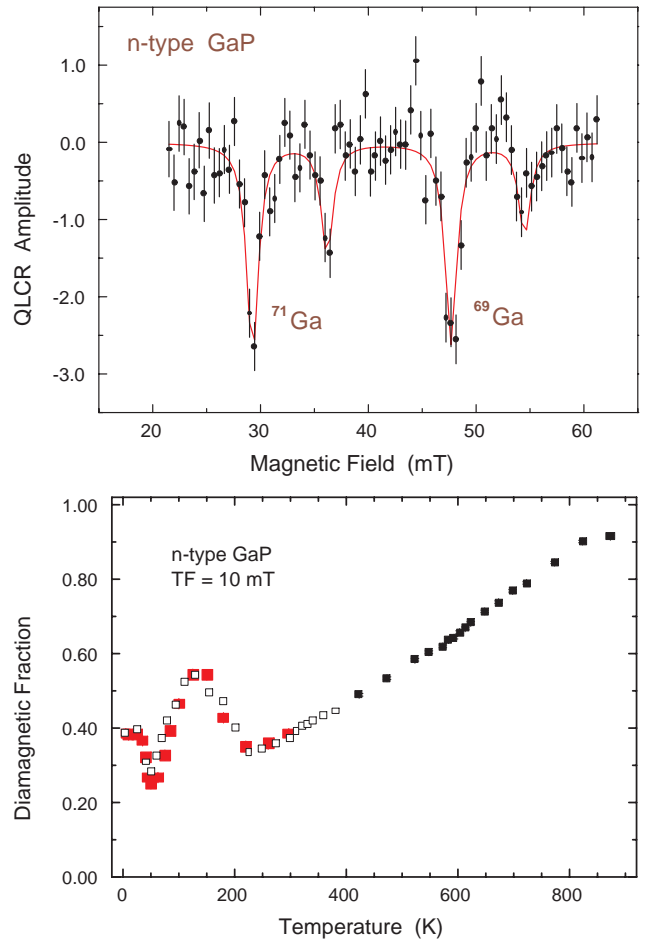 n-type GaP
1.0
0.0
-1.0
-2.0
-3.0
QLCR Amplitude
71Ga
69Ga
20 30 40 50 60
Magnetic Field (mT)
1.00
0.80
0.60
0.40
0.20
0.00
Diamagnetic Fraction
n-type GaP
TF = 10 mT
0 200 400 600 800
Temperature (K)